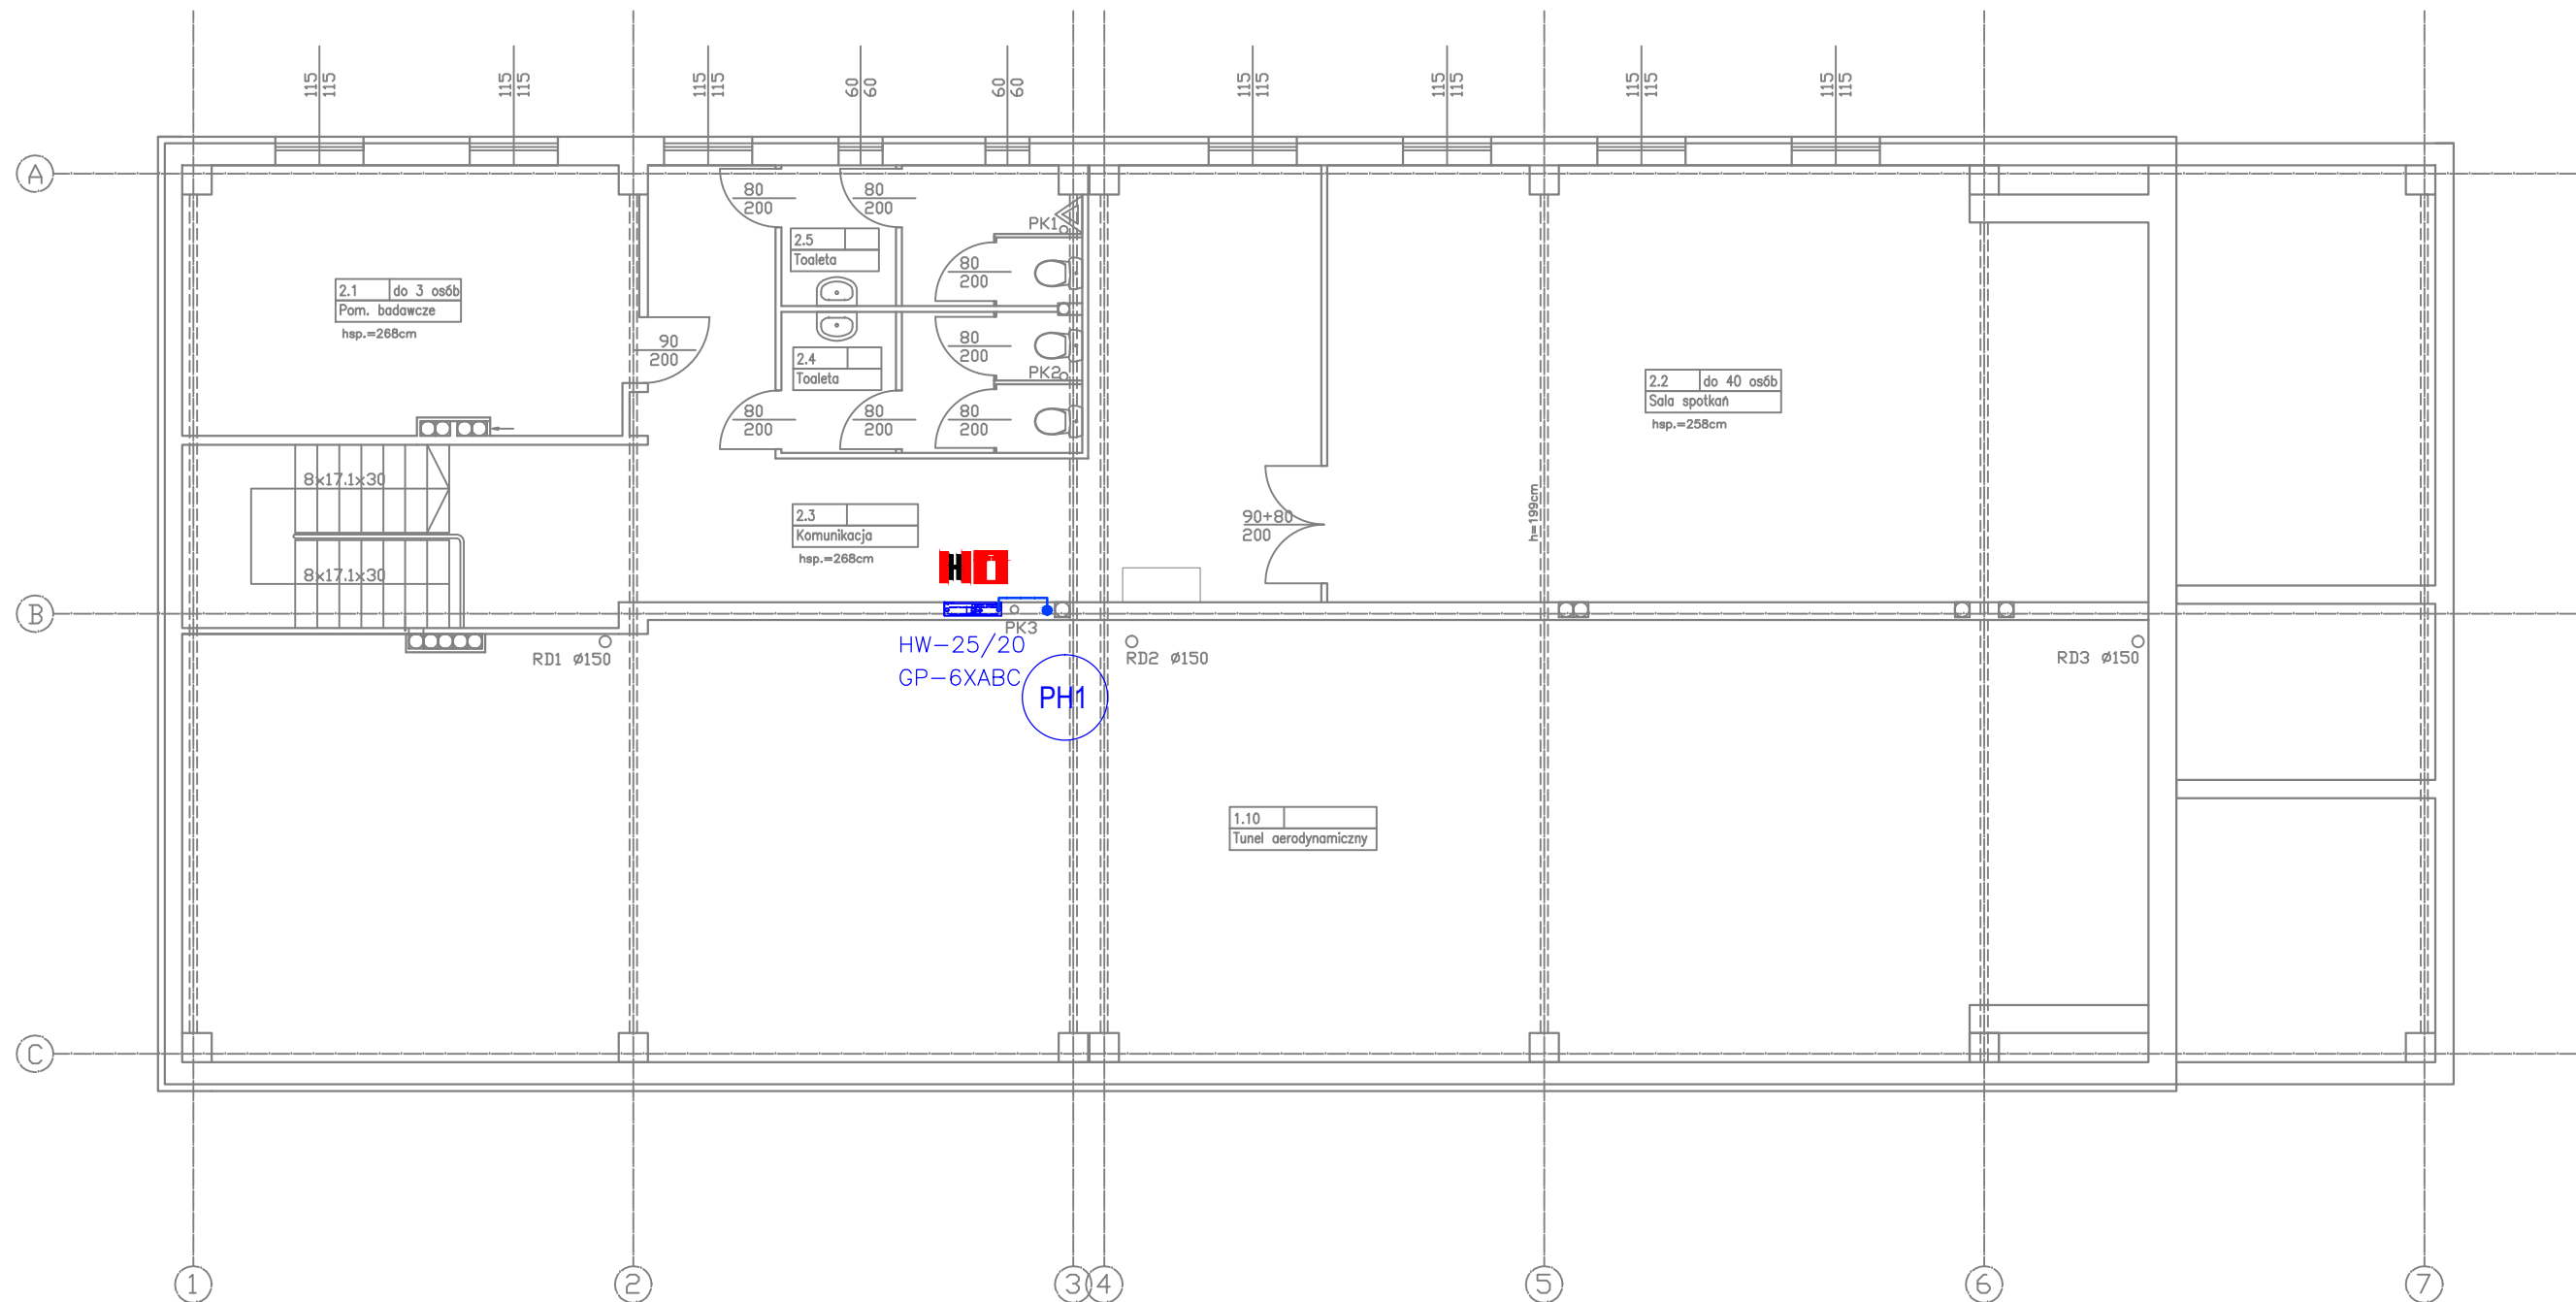 115
115
115
115
115
115
60
60
60
60
115
115
115
115
115
115
115
115
A
80
200
80
200
PK1
2.5
Toaleta
80
200
2.1 do 3 osób
Pom. badawcze
hsp.=268cm
90
200
80
200
2.4
Toaleta
PK2
80
200
80
200
80
200
2.2 do 40 osób
Sala spotkań
hsp.=258cm
8x17.1x30
2.3
Komunikacja
hsp.=268cm
90+80
200
h=199cm
8x17.1x30
H
B
PK3
HW-25/20
GP-6XABC
PH1
RD1 ø150
RD2 ø150
RD3 ø150
1.10
Tunel aerodynamiczny
C
1
2
3
4
5
6
7